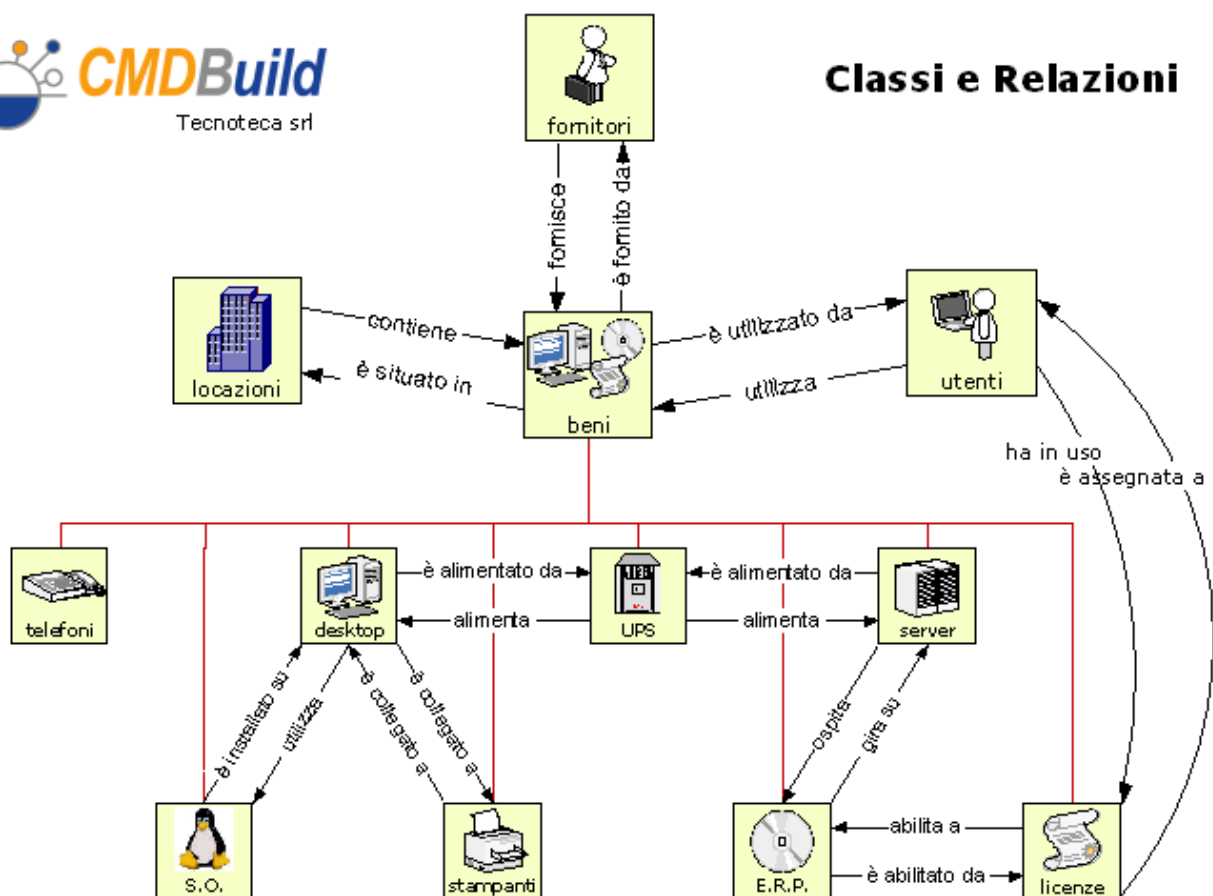 CMDBuild
Tecnoteca srl
Classi e Relazioni
fornitori
fornisce
è fornito da
locazioni
contiene
è situato in
beni
è utilizzato da
utilizza
utenti
ha in uso
è assegnata a
telefoni
desktop
è alimentato da
alimenta
UPS
è alimentato da
alimenta
server
è installato su
utilizza
è collegato a
è collegato a
ospita
gira su
S.O.
stampanti
E.R.P.
abilita a
è abilitato da
licenze